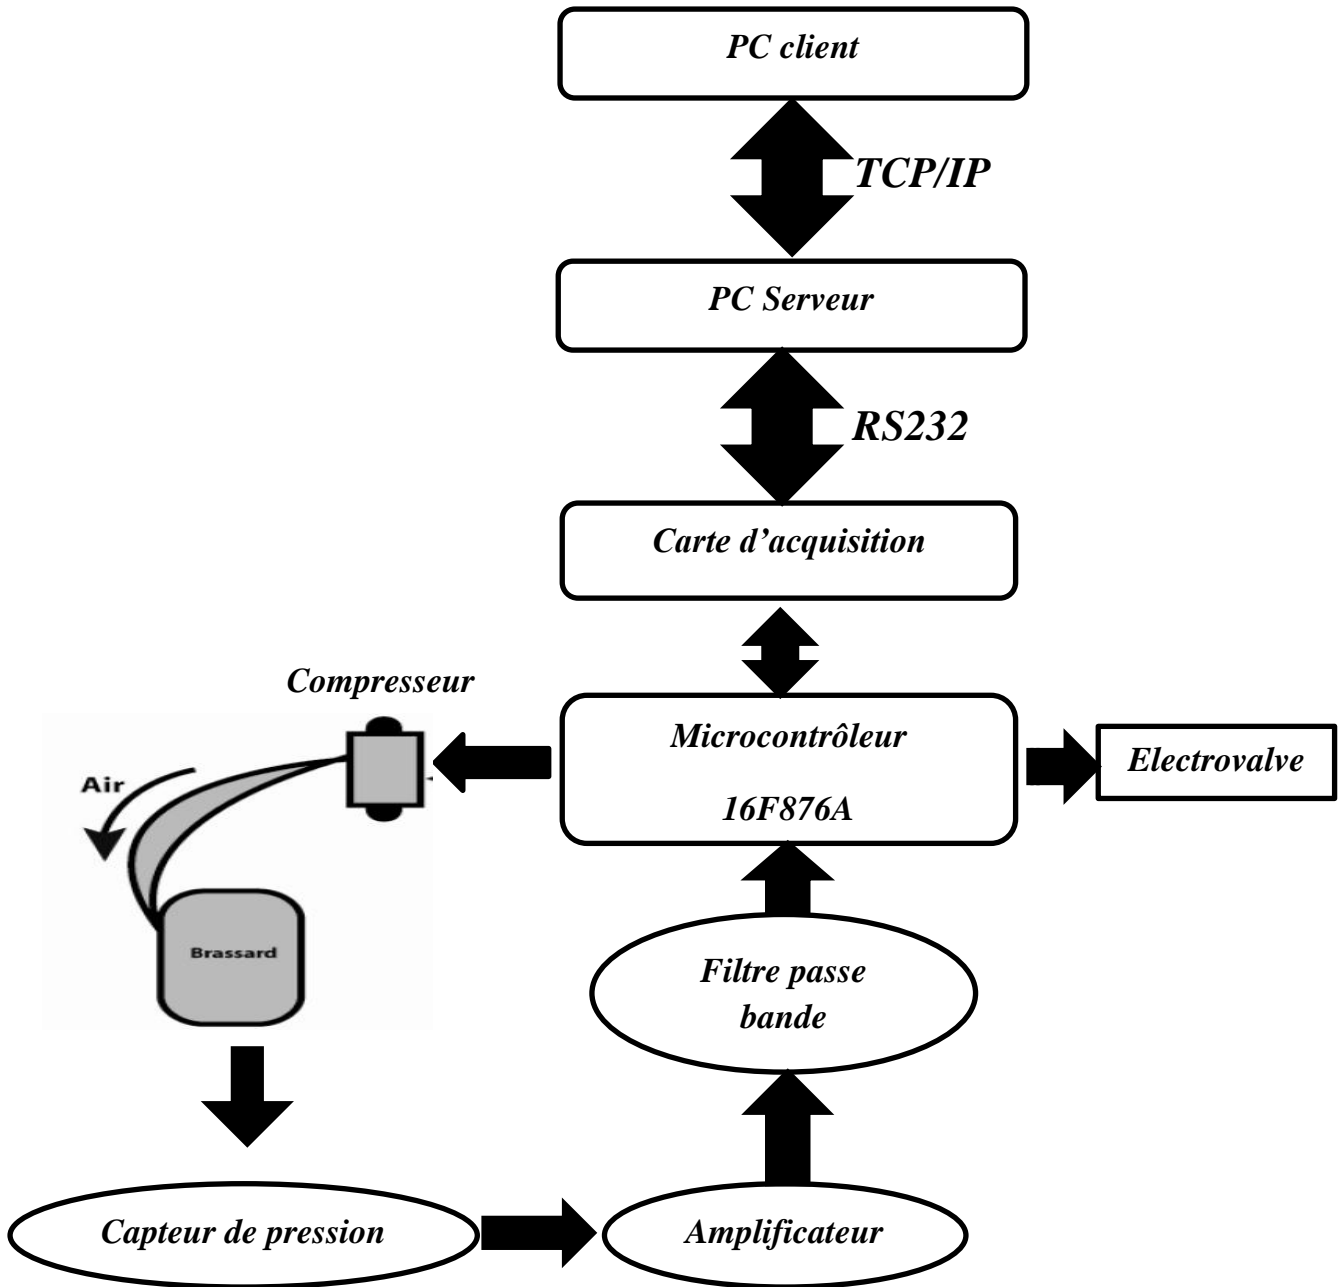 PC client
TCP/IP
PC Serveur
RS232
Carte d’acquisition
Compresseur
Microcontrôleur
16F876A
Electrovalve
Air
Brassard
Filtre passe
bande
Capteur de pression
Amplificateur